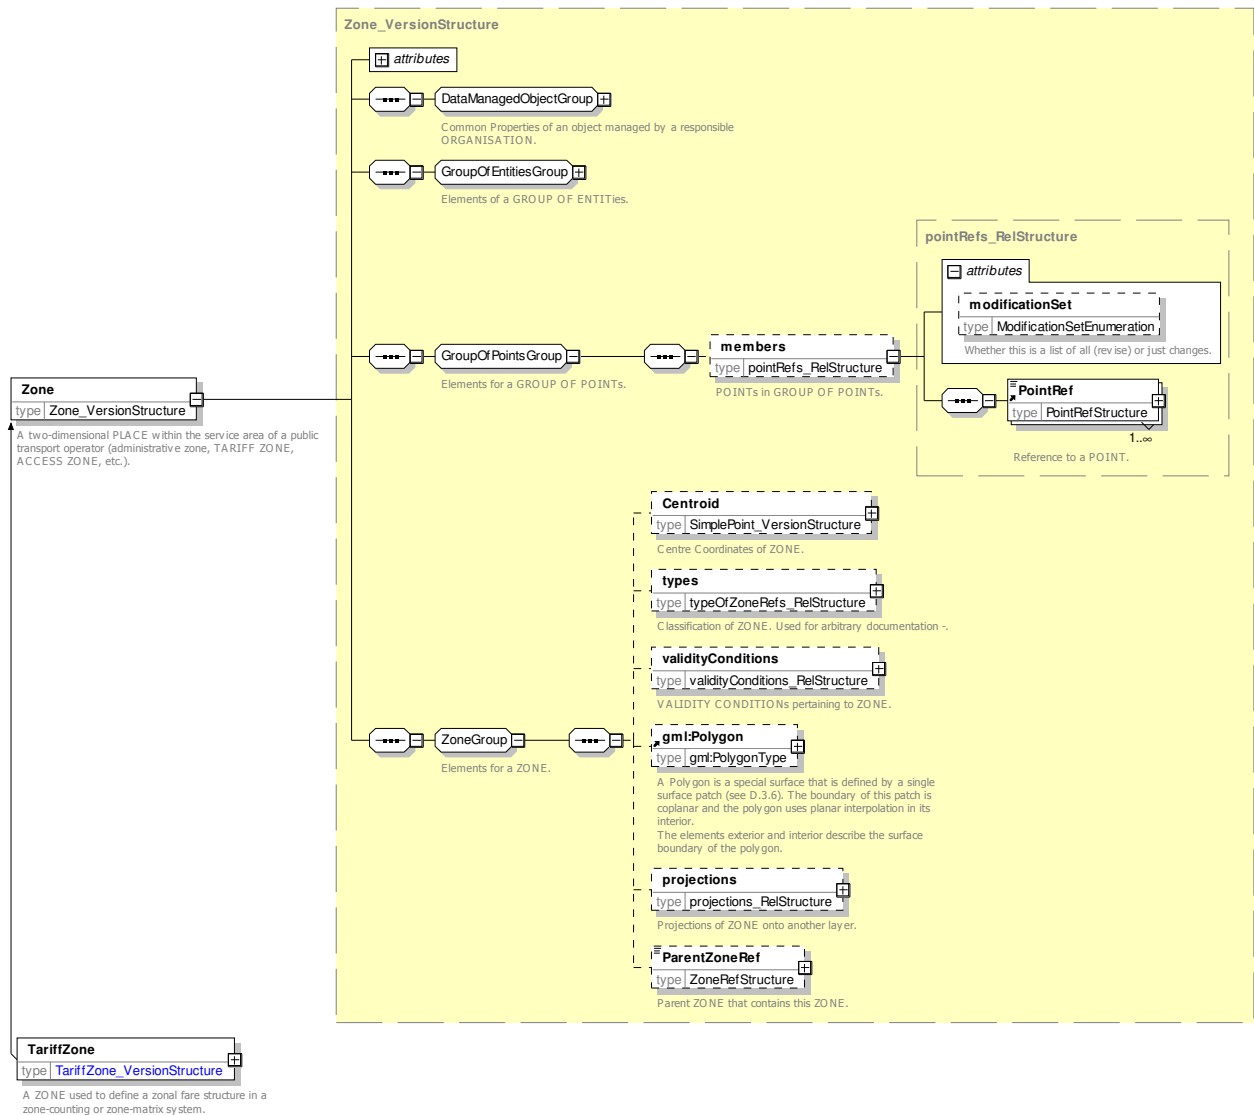 Zone_VersionStructure
attributes
DataManagedObjectGroup
Common Properties of an object managed by a responsible
ORGANISATION.
GroupOfEntitiesGroup
Elements of a GROUP OF ENTITies.
pointRefs_RelStructure
attributes
modificationSet
type ModificationSetEnumeration
Whether this is a list of all (revise) or just changes.
GroupOfPointsGroup
Elements for a GROUP OF POINTs.
members
type pointRefs_RelStructure
POINTs in GROUP OF POINTs.
PointRef
type PointRefStructure
1..∞
Reference to a POINT.
Zone
type Zone_VersionStructure
A two-dimensional PLACE within the service area of a public
transport operator (administrative zone, TARIFF ZONE,
ACCESS ZONE, etc.).
Centroid
type SimplePoint_VersionStructure
Centre Coordinates of ZONE.
types
type typeOfZoneRefs_RelStructure
Classification of ZONE. Used for arbitrary documentation -.
validityConditions
type validityConditions_RelStructure
VALIDITY CONDITIONs pertaining to ZONE.
ZoneGroup
Elements for a ZONE.
gml:Polygon
type gml:PolygonType
A Polygon is a special surface that is defined by a single
surface patch (see D.3.6). The boundary of this patch is
coplanar and the polygon uses planar interpolation in its
interior.
The elements exterior and interior describe the surface
boundary of the polygon.
projections
type projections_RelStructure
Projections of ZONE onto another layer.
ParentZoneRef
type ZoneRefStructure
Parent ZONE that contains this ZONE.
TariffZone
type TariffZone_VersionStructure
A ZONE used to define a zonal fare structure in a
zone-counting or zone-matrix system.